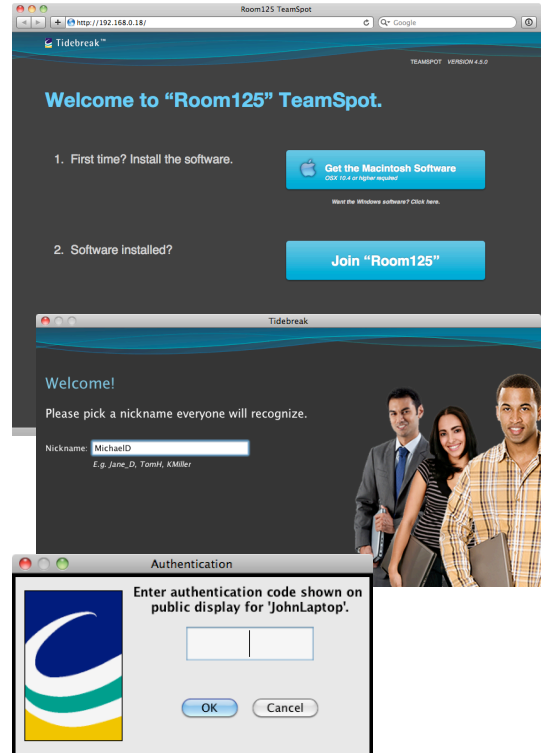 Room125 TeamSpot
http://192.168.0.18/
Google
Tidebreak™
TEAMSPOT VERSION 4.5.0
Welcome to “Room125” TeamSpot.
1. First time? Install the software.
Get the Macintosh Software
OSX 10.4 or higher required
Want the Windows software? Click here.
2. Software installed?
Join “Room125”
Tidebreak
Welcome!
Please pick a nickname everyone will recognize.
Nickname: MichaelD
E.g. Jane_D, TomH, KMiller
Authentication
Enter authentication code shown on
public display for 'JohnLaptop'.
OK Cancel